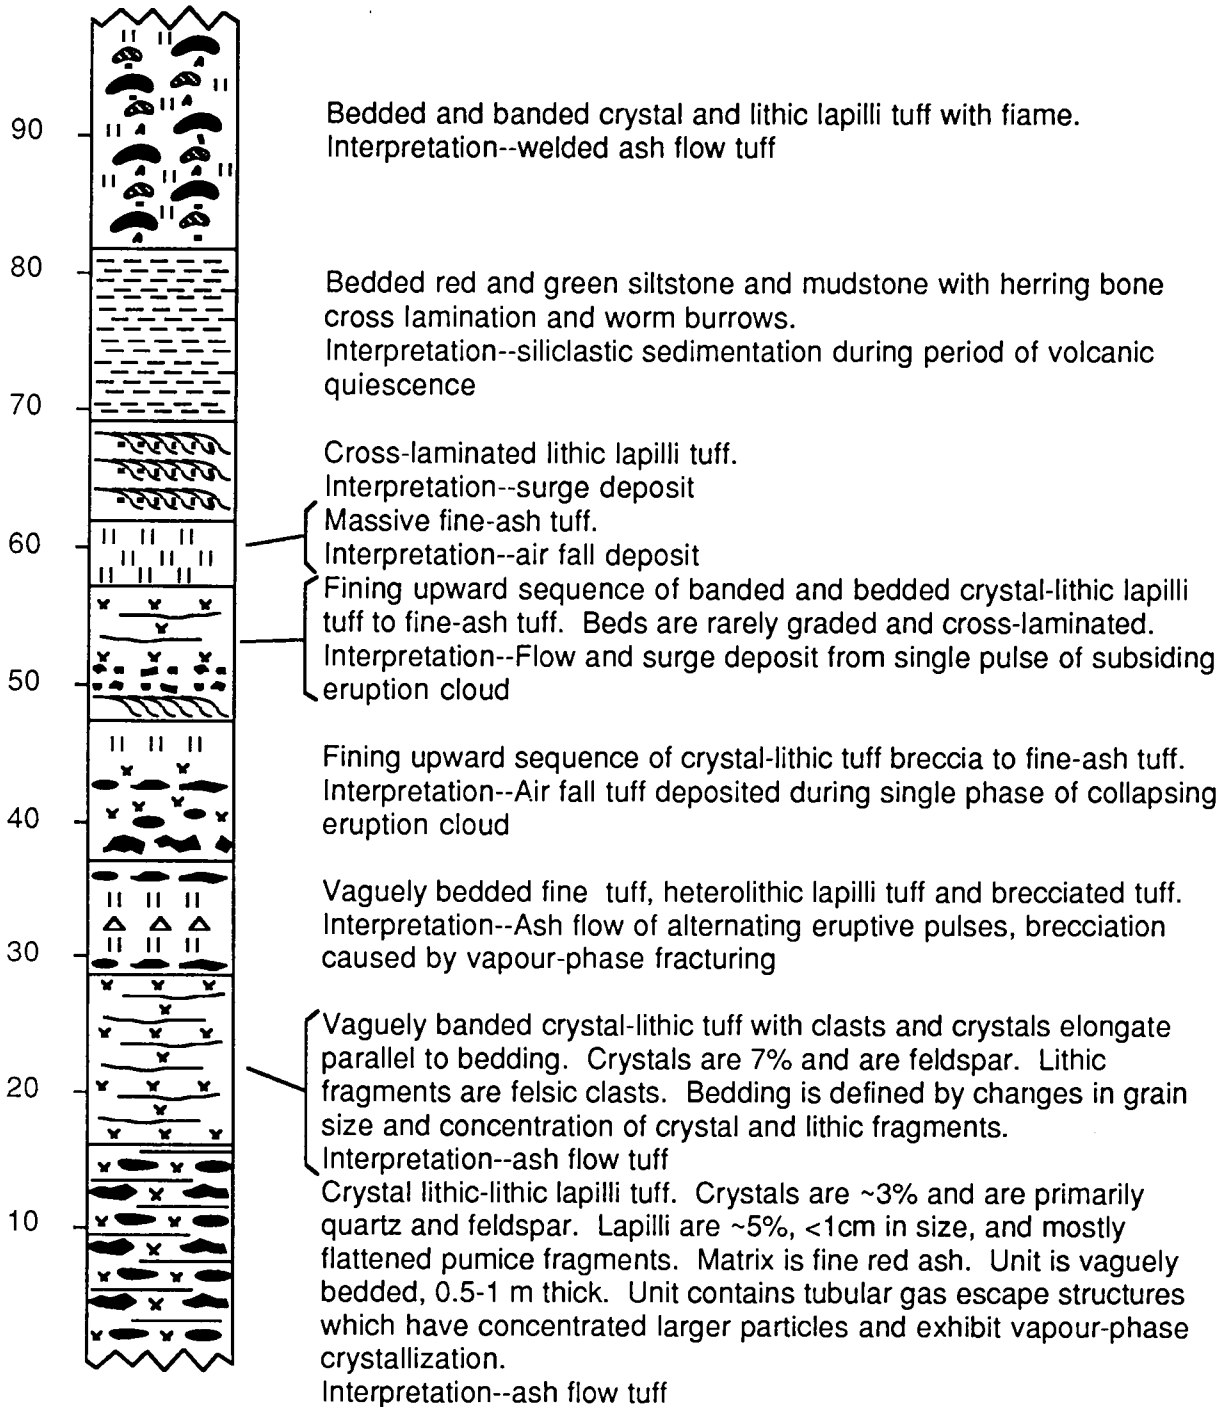 90
Bedded and banded crystal and lithic lapilli tuff with fiame.
Interpretation--welded ash flow tuff
80
Bedded red and green siltstone and mudstone with herring bone
cross lamination and worm burrows.
Interpretation--siliclastic sedimentation during period of volcanic
quiescence
70
Cross-laminated lithic lapilli tuff.
Interpretation--surge deposit
Massive fine-ash tuff.
60
Interpretation--air fall deposit
Fining upward sequence of banded and bedded crystal-lithic lapilli
tuff to fine-ash tuff. Beds are rarely graded and cross-laminated.
Interpretation--Flow and surge deposit from single pulse of subsiding
50
eruption cloud
Fining upward sequence of crystal-lithic tuff breccia to fine-ash tuff.
Interpretation--Air fall tuff deposited during single phase of collapsing
40
eruption cloud
Vaguely bedded fine tuff, heterolithic lapilli tuff and brecciated tuff.
Interpretation--Ash flow of alternating eruptive pulses, brecciation
30
caused by vapour-phase fracturing
Vaguely banded crystal-lithic tuff with clasts and crystals elongate
parallel to bedding. Crystals are 7% and are feldspar. Lithic
20
fragments are felsic clasts. Bedding is defined by changes in grain
size and concentration of crystal and lithic fragments.
Interpretation--ash flow tuff
Crystal lithic-lithic lapilli tuff. Crystals are ~3% and are primarily
10
quartz and feldspar. Lapilli are ~5%, <1cm in size, and mostly
flattened pumice fragments. Matrix is fine red ash. Unit is vaguely
bedded, 0.5-1 m thick. Unit contains tubular gas escape structures
which have concentrated larger particles and exhibit vapour-phase
crystallization.
Interpretation--ash flow tuff